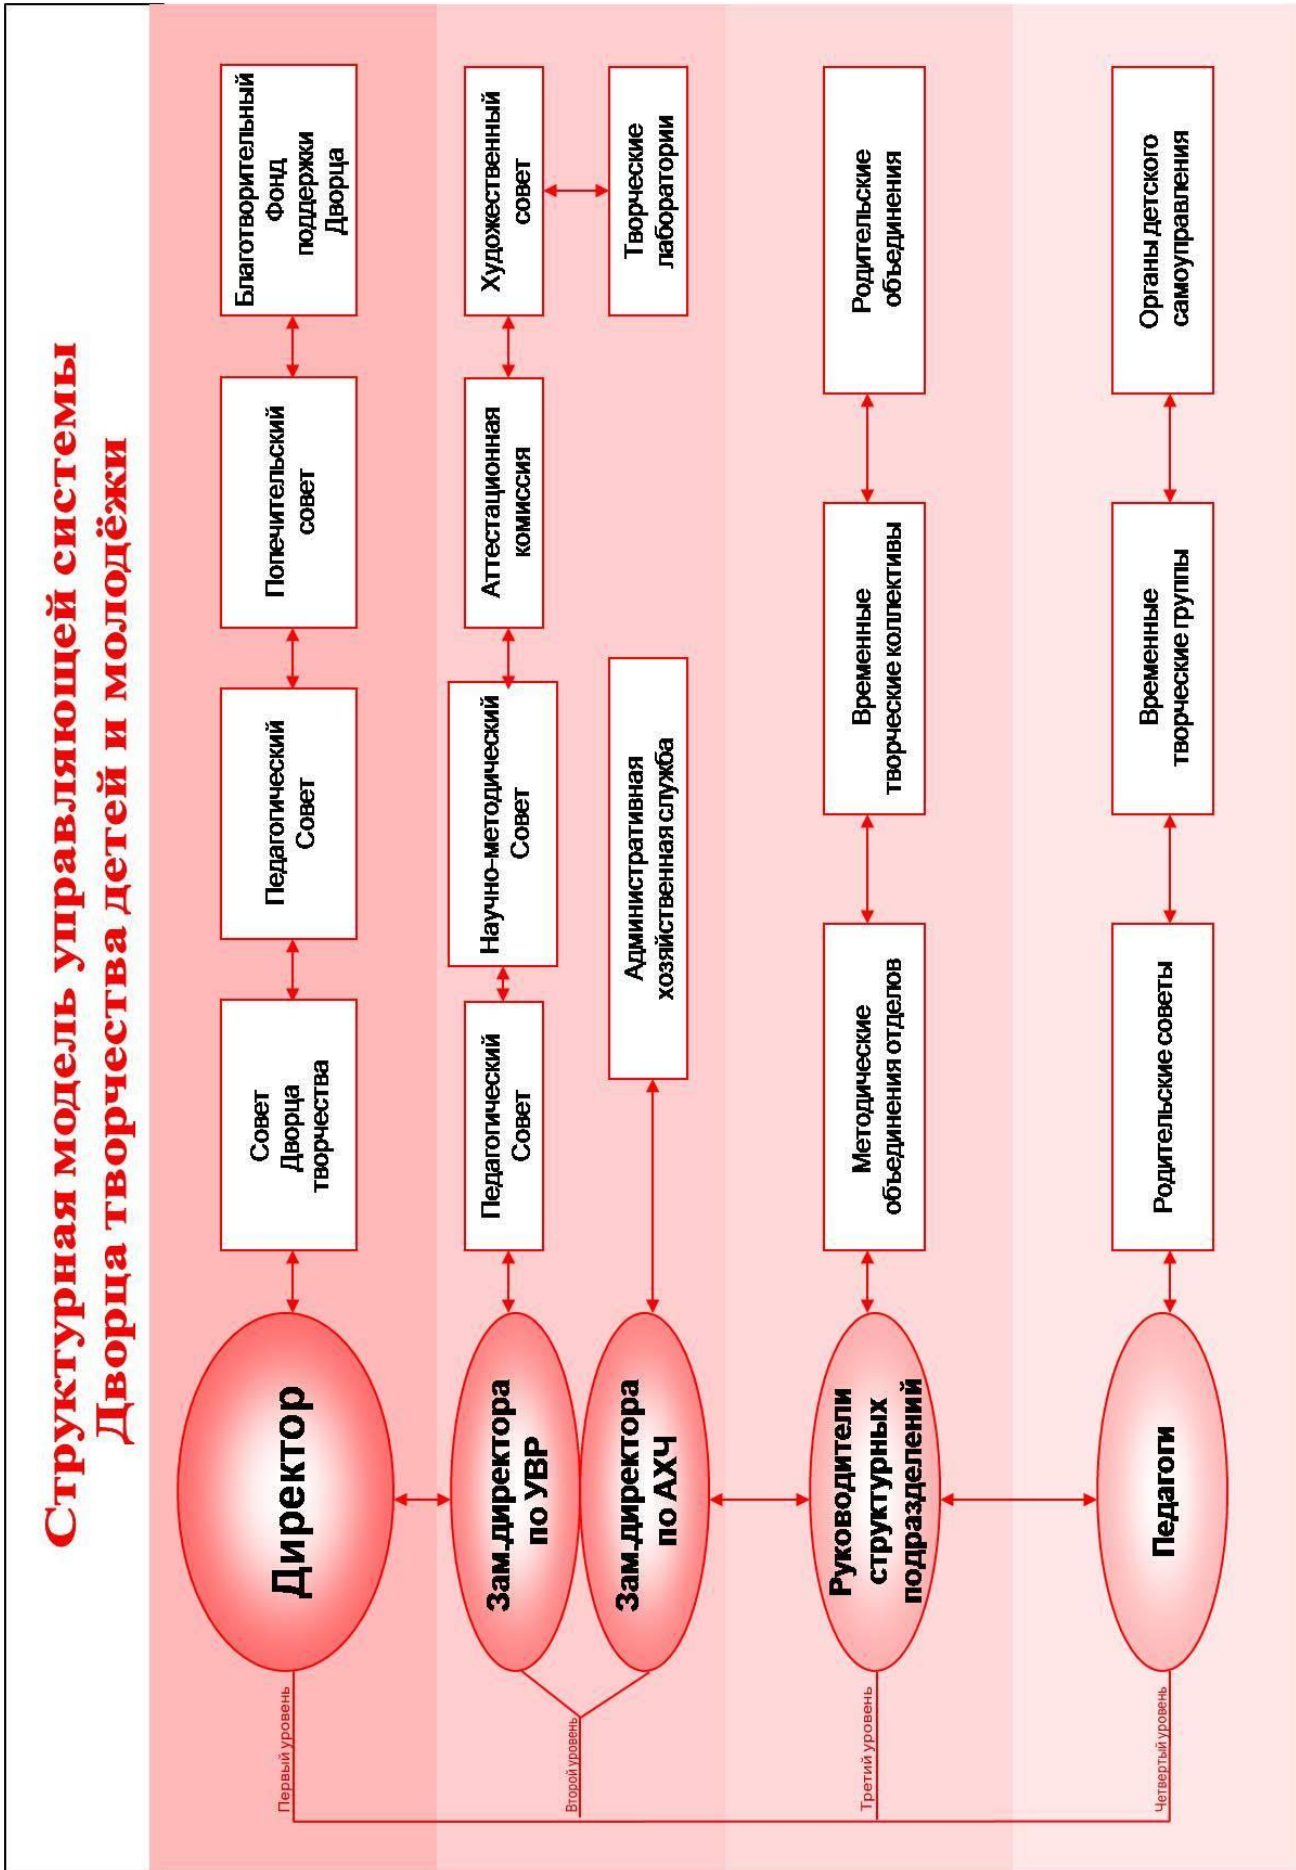 Структурная модель управляющей системы
Дворца творчества детей и молодёжи
Первый уровень
Директор
Совет
Дворца
творчества
Педагогический
Совет
Попечительский
совет
Благотворительный
Фонд
поддержки
Дворца
Второй уровень
Зам.директора
по УВР
Педагогический
Совет
Научно-методический
Совет
Аттестационная
комиссия
Художественный
совет
Зам.директора
по АХЧ
Административная
хозяйственная служба
Творческие
лаборатории
Третий уровень
Руководители
структурных
подразделений
Методические
объединения отделов
Временные
творческие коллективы
Родительские
объединения
Четвертый уровень
Педагоги
Родительские советы
Временные
творческие группы
Органы детского
самоуправления